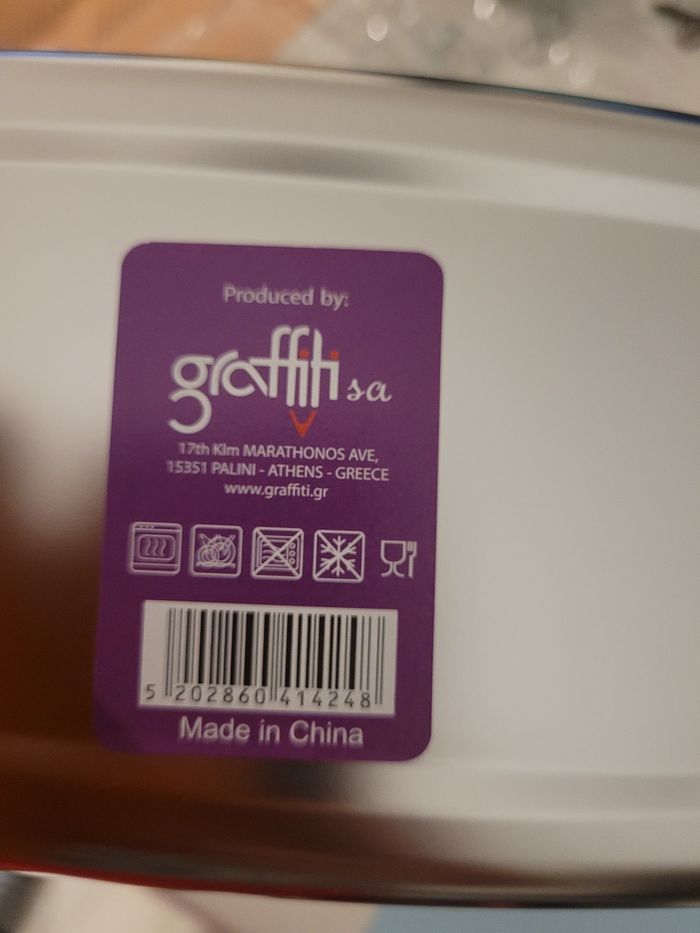 Produced by:
graffiti sa
17th Klm MARATHONOS AVE,
15351 PALINI - ATHENS - GREECE
www.graffiti.gr
5 202860 414248
Made in China